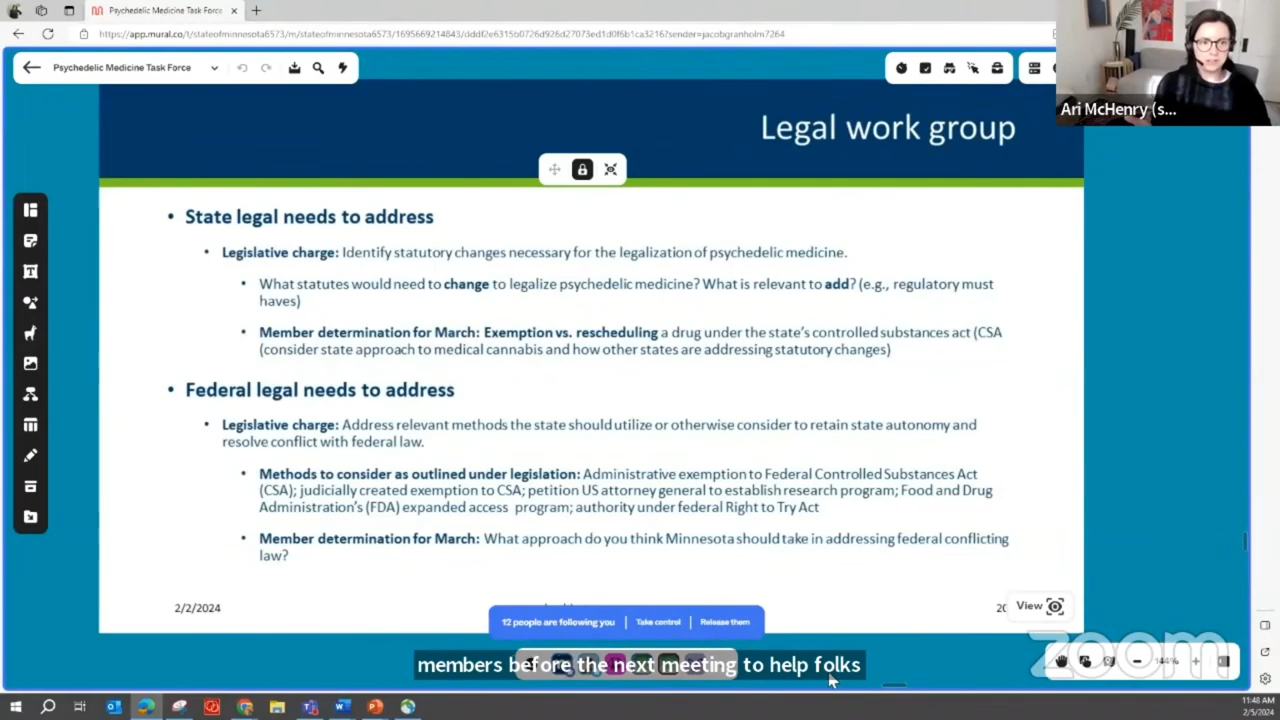 Psychedelic Medicine Task Force
https://app.mural.co/t/stateofminnesota6573/m/stateofminnesota6573/1695669214843/dddf2e6315b0726d926d27073ed1d0f6b1ca3216?sender=jacobgranholm7264
Psychedelic Medicine Task Force
Ari McHenry (s...
Legal work group
• State legal needs to address
• Legislative charge: Identify statutory changes necessary for the legalization of psychedelic medicine.
• What statutes would need to change to legalize psychedelic medicine? What is relevant to add? (e.g., regulatory must
haves)
• Member determination for March: Exemption vs. rescheduling a drug under the state's controlled substances act (CSA
(consider state approach to medical cannabis and how other states are addressing statutory changes)
• Federal legal needs to address
• Legislative charge: Address relevant methods the state should utilize or otherwise consider to retain state autonomy and
resolve conflict with federal law.
• Methods to consider as outlined under legislation: Administrative exemption to Federal Controlled Substances Act
(CSA); judicially created exemption to CSA; petition US attorney general to establish research program; Food and Drug
Administration's (FDA) expanded access program; authority under federal Right to Try Act
• Member determination for March: What approach do you think Minnesota should take in addressing federal conflicting
law?
2/2/2024
View
12 people are following you | Take control | Release them
zoom
members before the next meeting to help folks
11:48 AM
2/5/2024